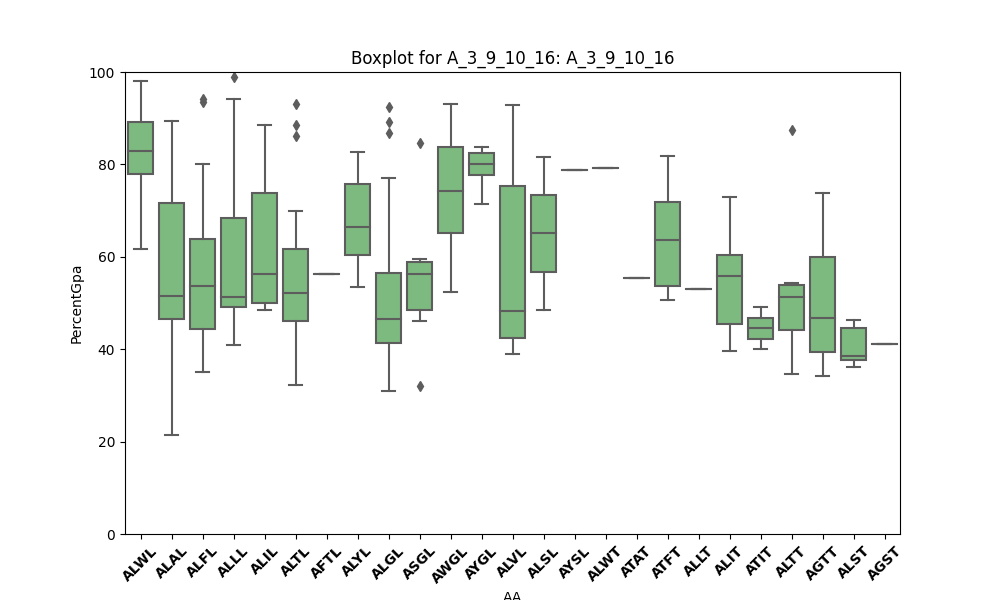 Boxplot for A_3_9_10_16: A_3_9_10_16
100
80
60
40
20
0
PercentGpa
ALWL ALAL ALFL ALLL ALIL ALTL AFTL ALYL ALGL ASGL AWGL AYGL ALVL ALSL AYSL ALWT ATAT ATFT ALLT ALIT ATIT ALTT AGTT ALST AGST
AA